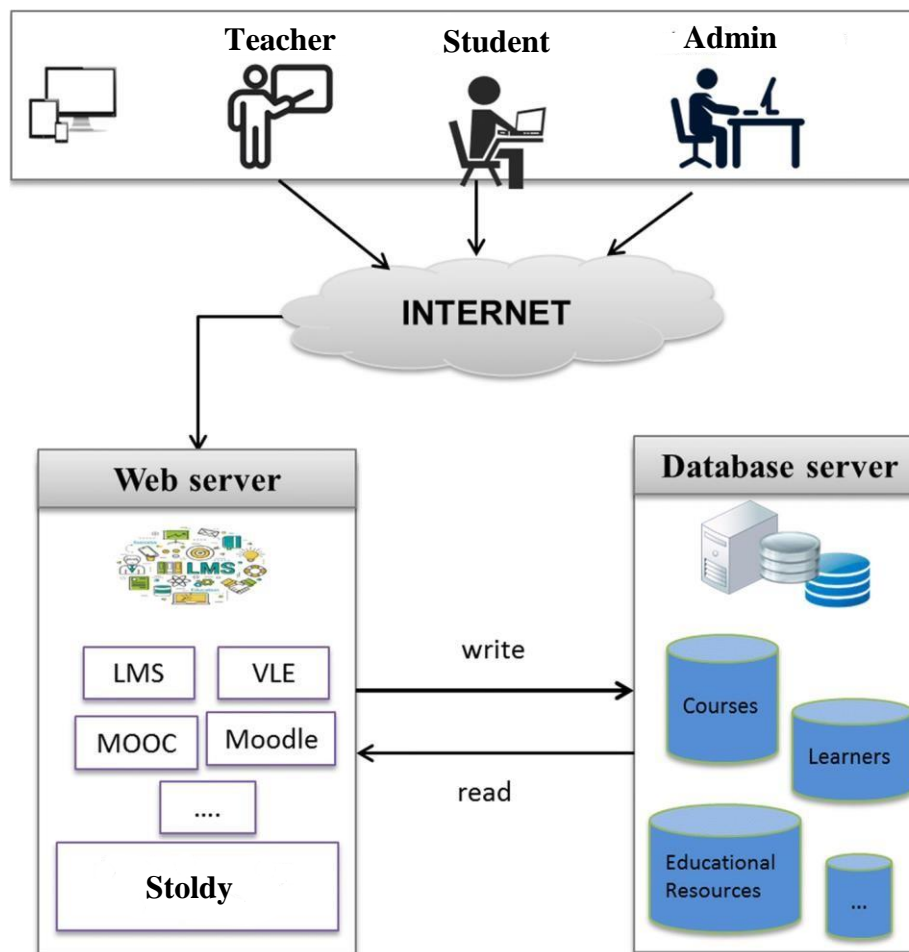 Teacher
Student
Admin
INTERNET
Web server
LMS
LMS
VLE
MOOC
Moodle
....
Stoldy
write
read
Database server
Courses
Learners
Educational
Resources
...